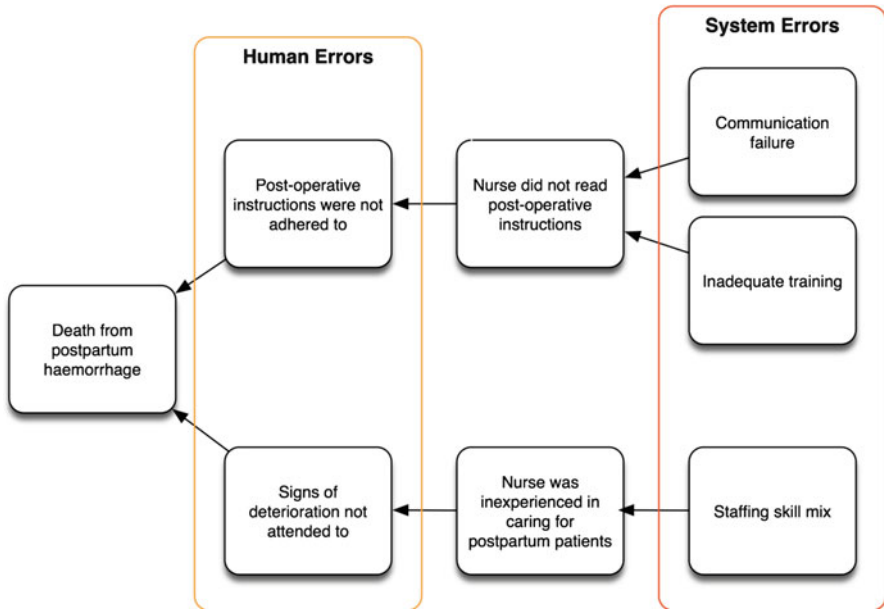 System Errors
Human Errors
Communication
failure
Post-operative
instructions were not
adhered to
Nurse did not read
post-operative
instructions
Inadequate training
Death from
postpartum
haemorrhage
Signs of
deterioration not
attended to
Nurse was
inexperienced in
caring for
postpartum patients
Staffing skill mix